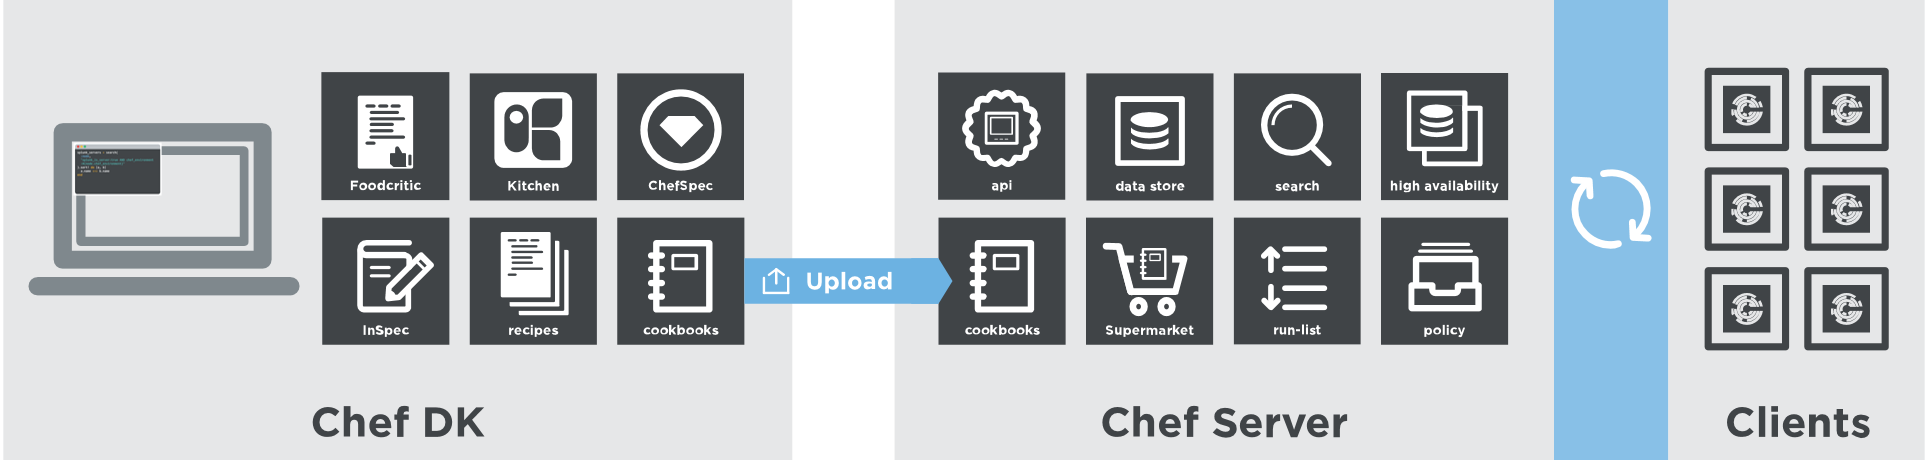 Foodcritic
Kitchen
ChefSpec
InSpec
recipes
cookbooks
Upload
Chef DK
api
data store
search
high availability
cookbooks
Supermarket
run-list
policy
Chef Server
Clients